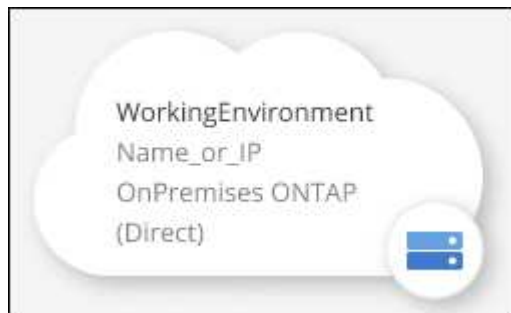 WorkingEnvironment
Name_or_IP
OnPremises ONTAP
(Direct)